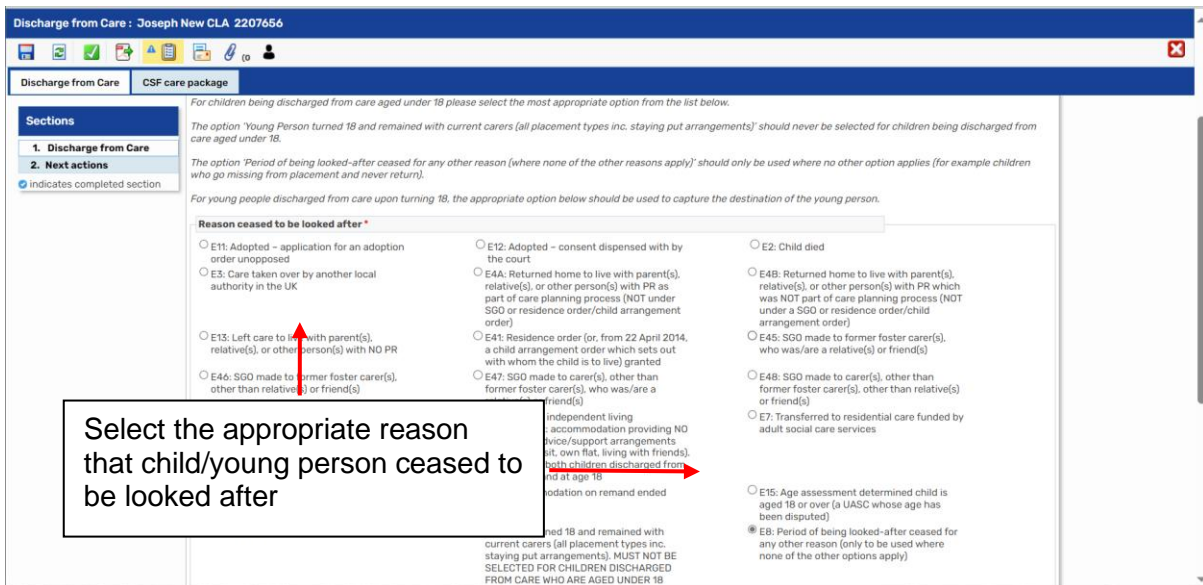 Discharge from Care : Joseph New CLA 2207656
(0
Discharge from Care
CSF care package
Sections
1. Discharge from Care
2. Next actions
indicates completed section
For children being discharged from care aged under 18 please select the most appropriate option from the list below.
The option 'Young Person turned 18 and remained with current carers (all placement types inc. staying put arrangements)' should never be selected for children being discharged from
care aged under 18.
The option 'Period of being looked-after ceased for any other reason (where none of the other reasons apply)' should only be used where no other option applies (for example children
who go missing from placement and never return).
For young people discharged from care upon turning 18, the appropriate option below should be used to capture the destination of the young person.
Reason ceased to be looked after *
E11: Adopted – application for an adoption
order unopposed
E12: Adopted – consent dispensed with by
the court
E2: Child died
E3: Care taken over by another local
authority in the UK
E4A: Returned home to live with parent(s),
relative(s), or other person(s) with PR as
part of care planning process (NOT under
SGO or residence order/child arrangement
order)
E4B: Returned home to live with parent(s),
relative(s), or other person(s) with PR which
was NOT part of care planning process (NOT
under a SGO or residence order/child
arrangement order)
E13: Left care to live with parent(s),
relative(s), or other person(s) with NO PR
E41: Residence order (or, from 22 April 2014,
a child arrangement order which sets out
with whom the child is to live) granted
E45: SGO made to former foster carer(s),
who was/are a relative(s) or friend(s)
E46: SGO made to former foster carer(s),
other than relative(s) or friend(s)
E47: SGO made to carer(s), other than
former foster carer(s), who was/are a
friend(s)
E48: SGO made to carer(s), other than
former foster carer(s), other than relative(s)
or friend(s)
independent living
: accommodation providing NO
dvice/support arrangements
sit, own flat, living with friends).
both children discharged from
nd at age 18
E7: Transferred to residential care funded by
adult social care services
odation on remand ended
E15: Age assessment determined child is
aged 18 or over (a UASC whose age has
been disputed)
ned 18 and remained with
current carers (all placement types inc.
staying put arrangements). MUST NOT BE
SELECTED FOR CHILDREN DISCHARGED
FROM CARE WHO ARE AGED UNDER 18
E8: Period of being looked-after ceased for
any other reason (only to be used where
none of the other options apply)
Select the appropriate reason
that child/young person ceased to
be looked after